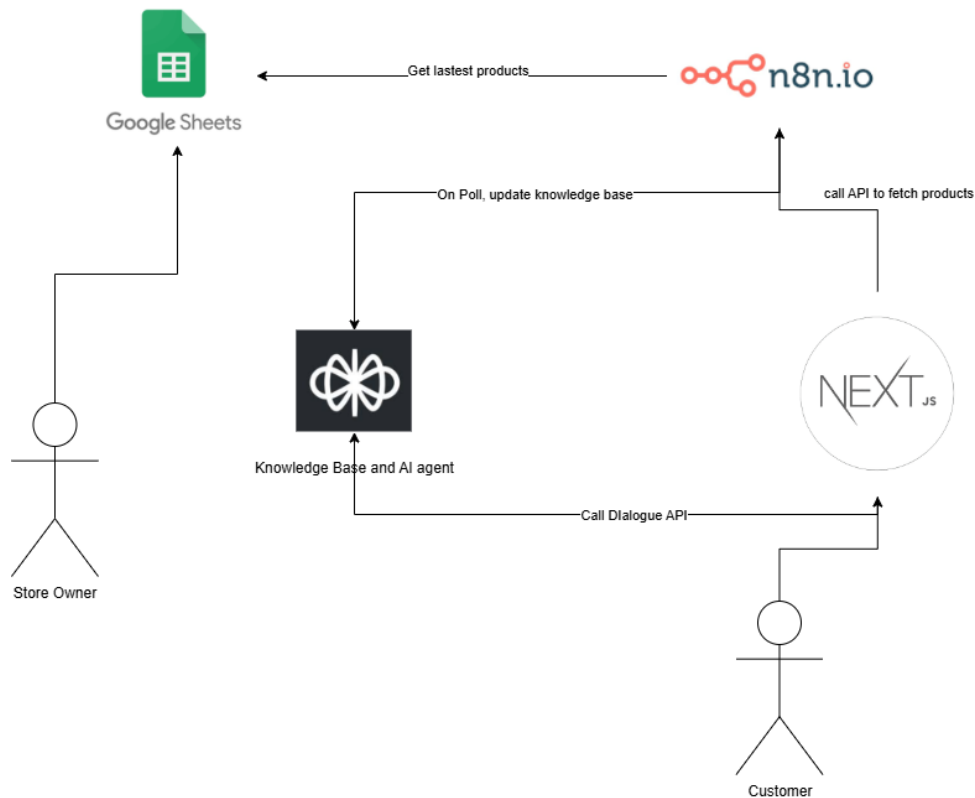 Get lastest products
n8n.io
Google Sheets
On Poll, update knowledge base
call API to fetch products
NEXT.JS
Knowledge Base and AI agent
Call DIalogue API
Store Owner
Customer